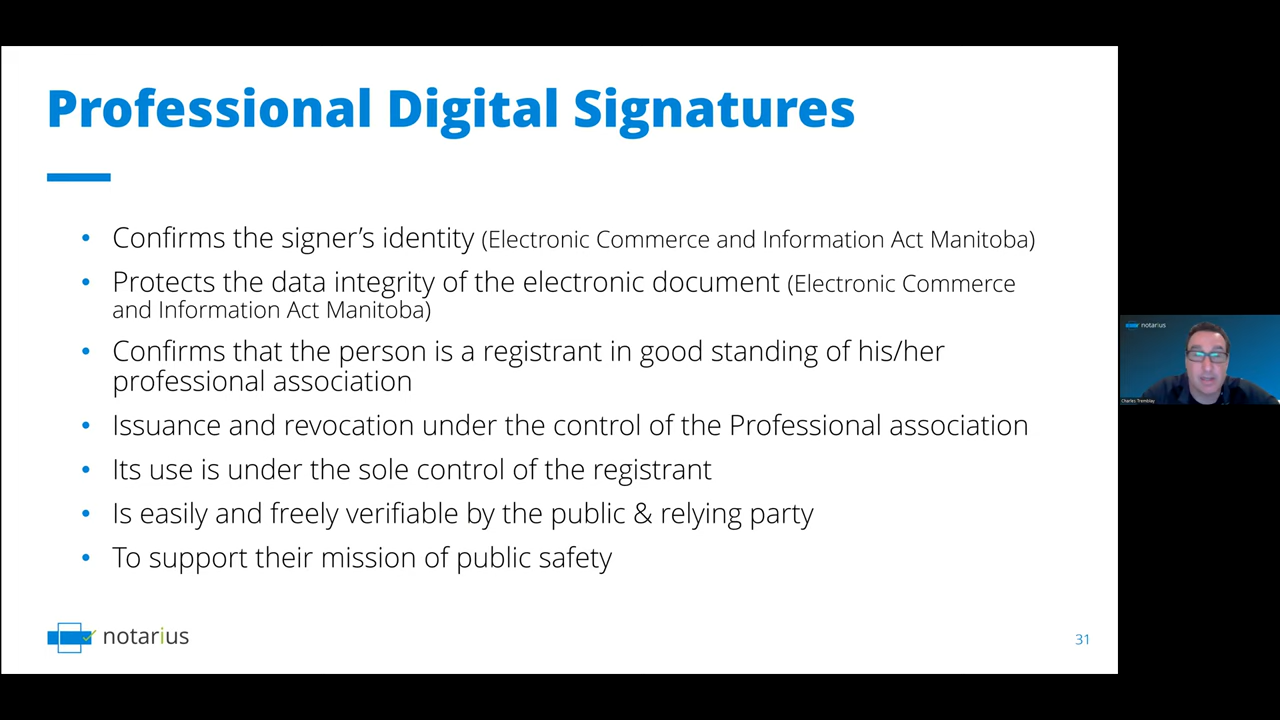 Professional Digital Signatures
• Confirms the signer’s identity (Electronic Commerce and Information Act Manitoba)
• Protects the data integrity of the electronic document (Electronic Commerce
and Information Act Manitoba)
• Confirms that the person is a registrant in good standing of his/her
professional association
• Issuance and revocation under the control of the Professional association
• Its use is under the sole control of the registrant
• Is easily and freely verifiable by the public & relying party
• To support their mission of public safety
notarius
31
notarius
Charles Tremblay